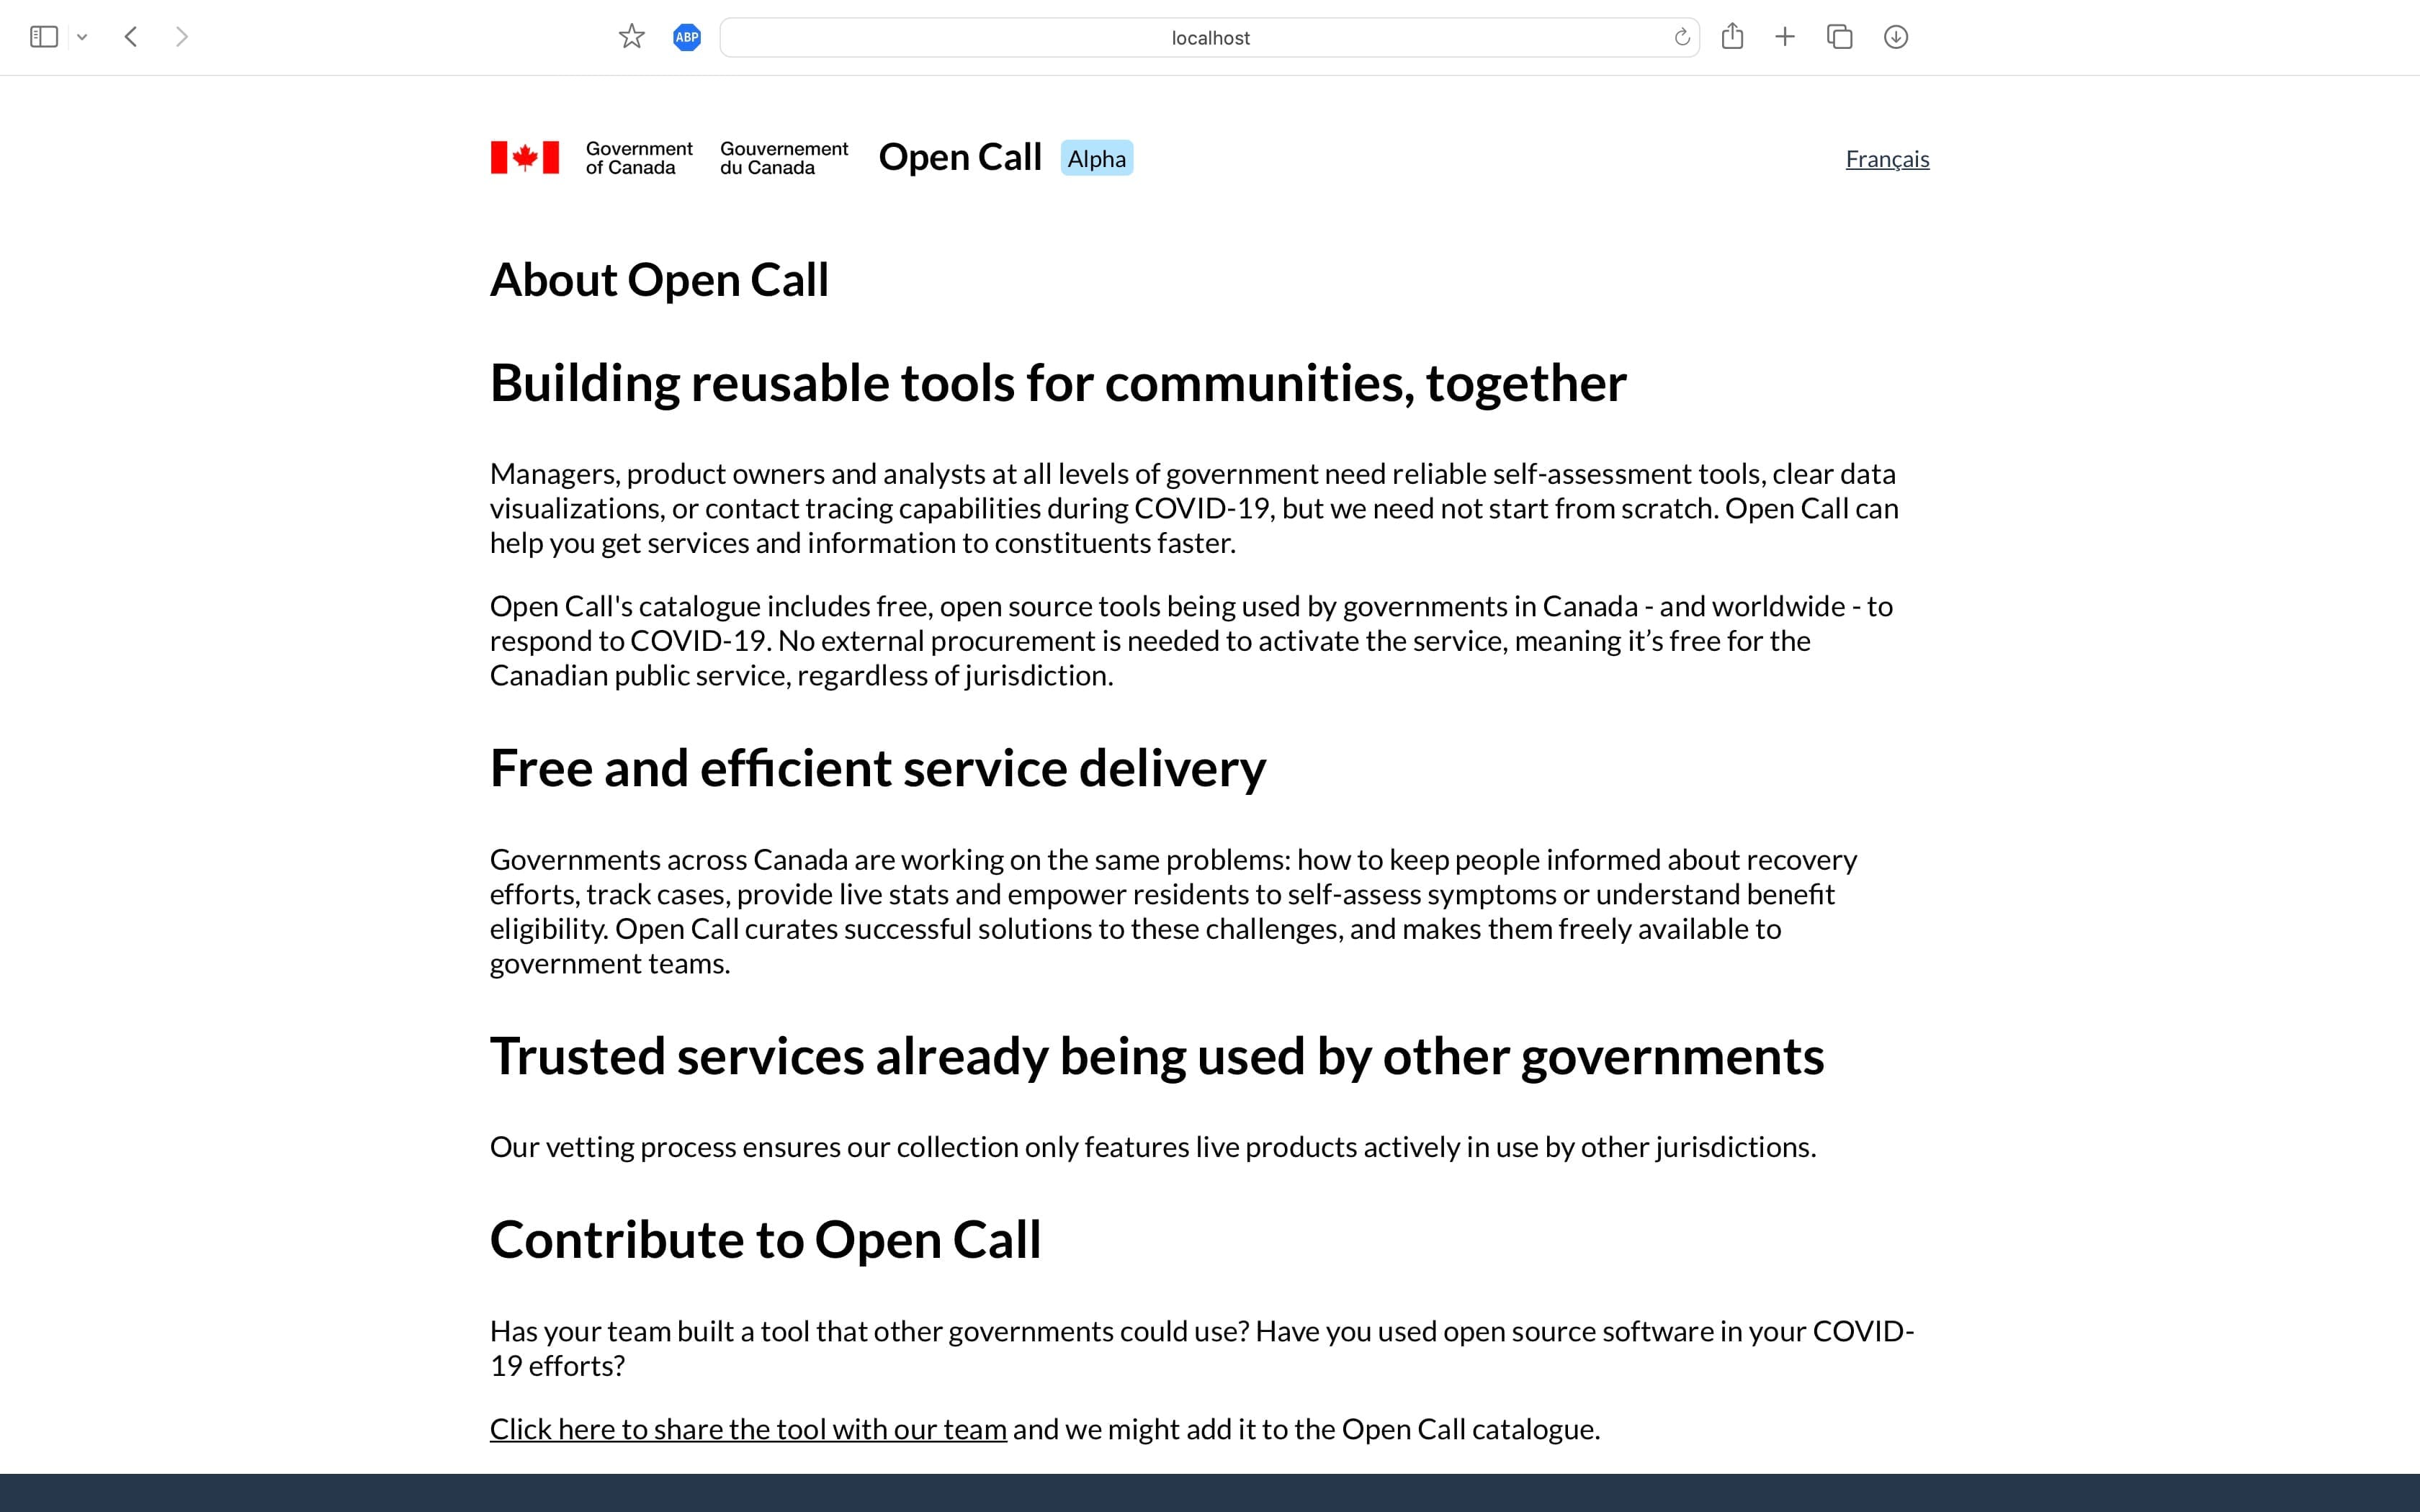 ABP
localhost
Government of Canada
Gouvernement du Canada
Open Call
Alpha
Français
About Open Call
Building reusable tools for communities, together
Managers, product owners and analysts at all levels of government need reliable self-assessment tools, clear data
visualizations, or contact tracing capabilities during COVID-19, but we need not start from scratch. Open Call can
help you get services and information to constituents faster.
Open Call's catalogue includes free, open source tools being used by governments in Canada - and worldwide - to
respond to COVID-19. No external procurement is needed to activate the service, meaning it’s free for the
Canadian public service, regardless of jurisdiction.
Free and efficient service delivery
Governments across Canada are working on the same problems: how to keep people informed about recovery
efforts, track cases, provide live stats and empower residents to self-assess symptoms or understand benefit
eligibility. Open Call curates successful solutions to these challenges, and makes them freely available to
government teams.
Trusted services already being used by other governments
Our vetting process ensures our collection only features live products actively in use by other jurisdictions.
Contribute to Open Call
Has your team built a tool that other governments could use? Have you used open source software in your COVID-
19 efforts?
Click here to share the tool with our team and we might add it to the Open Call catalogue.